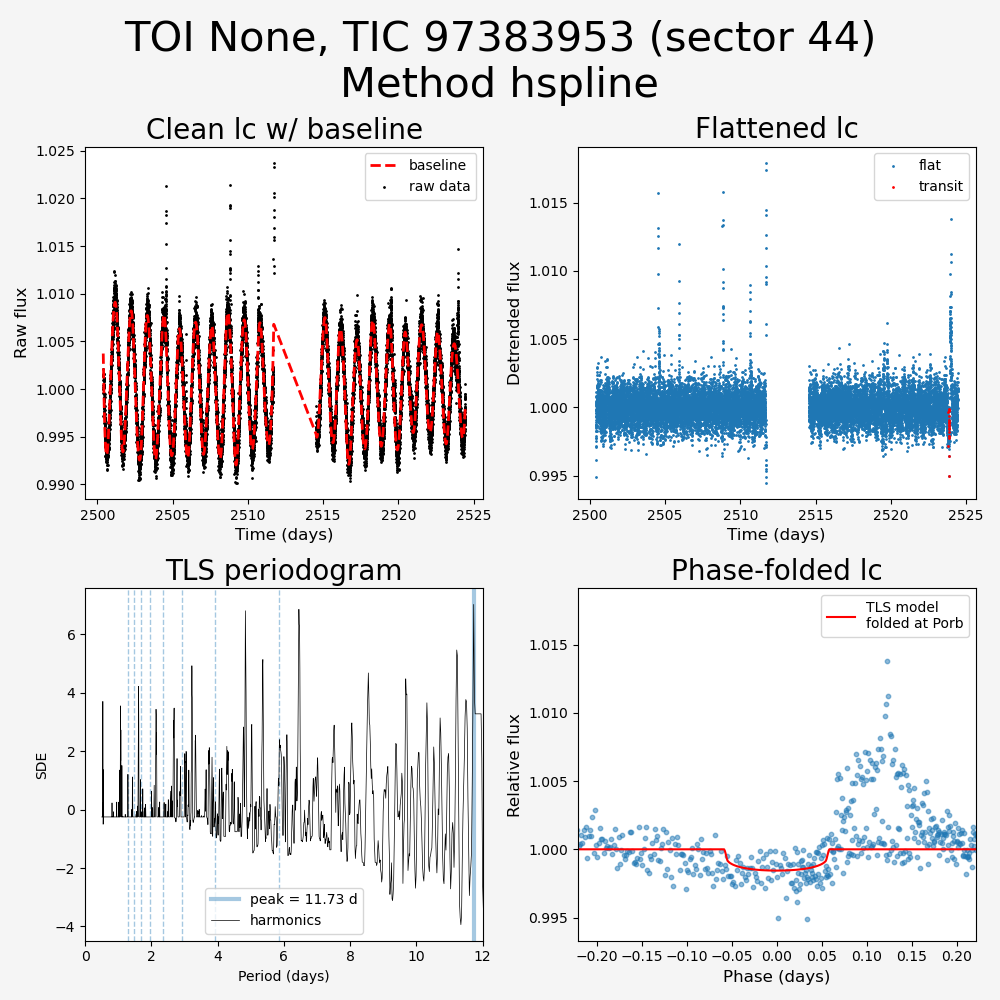 TOI None, TIC 97383953 (sector 44)
Method hspline
Clean lc w/ baseline
Flattened lc
1.025
1.020
1.015
1.010
1.005
1.000
0.995
0.990
Raw flux
baseline
raw data
2500
2505
2510
2515
2520
2525
Time (days)
1.015
1.010
1.005
1.000
0.995
Detrended flux
flat
transit
2500
2505
2510
2515
2520
2525
Time (days)
TLS periodogram
Phase-folded lc
6
4
2
0
−2
−4
SDE
peak = 11.73 d
harmonics
0
2
4
6
8
10
12
Period (days)
1.015
1.010
1.005
1.000
0.995
Relative flux
TLS model
folded at Porb
−0.20
−0.15
−0.10
−0.05
0.00
0.05
0.10
0.15
0.20
Phase (days)